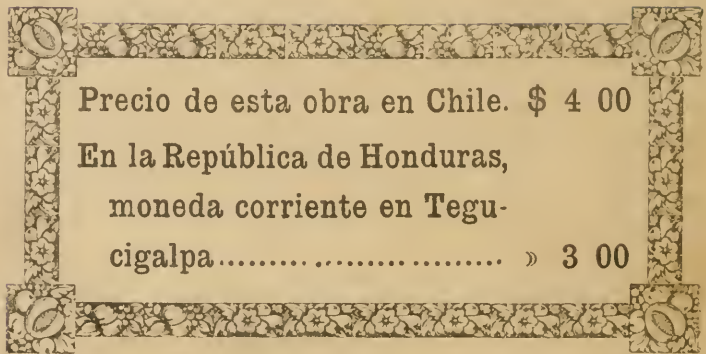 Precio de esta obra en Chile. $ 4 00
En la República de Honduras,
moneda corriente en Tegu-
cigalpa......... .................. » 3 00